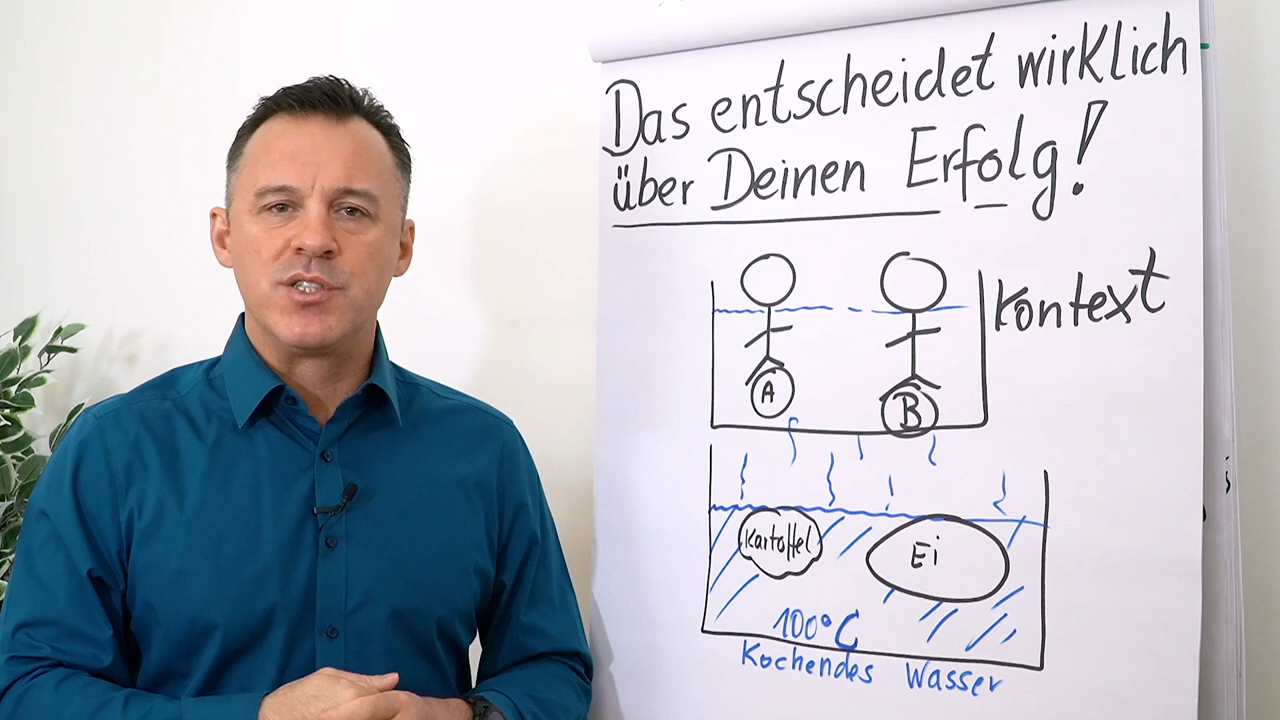 Das entscheidet wirklich
über Deinen Erfolg!
Kontext
A
B
Kartoffel
Ei
100°C
Kochendes Wasser